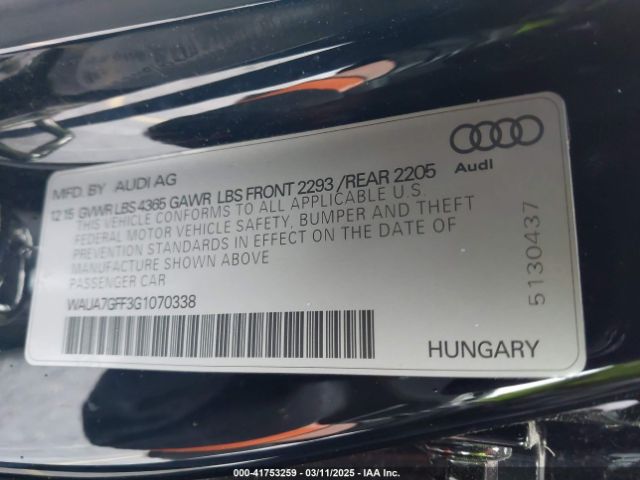 MFD. BY AUDI AG
12 15 GVWR LBS 4365 GAWR LBS FRONT 2293 /REAR 2205
THIS VEHICLE CONFORMS TO ALL APPLICABLE U.S.
FEDERAL MOTOR VEHICLE SAFETY, BUMPER AND THEFT
PREVENTION STANDARDS IN EFFECT ON THE DATE OF
MANUFACTURE SHOWN ABOVE
PASSENGER CAR
WAUA7GFF3G1070338
Audi
5130437
HUNGARY
000-41753259 - 03/11/2025 - IAA Inc.